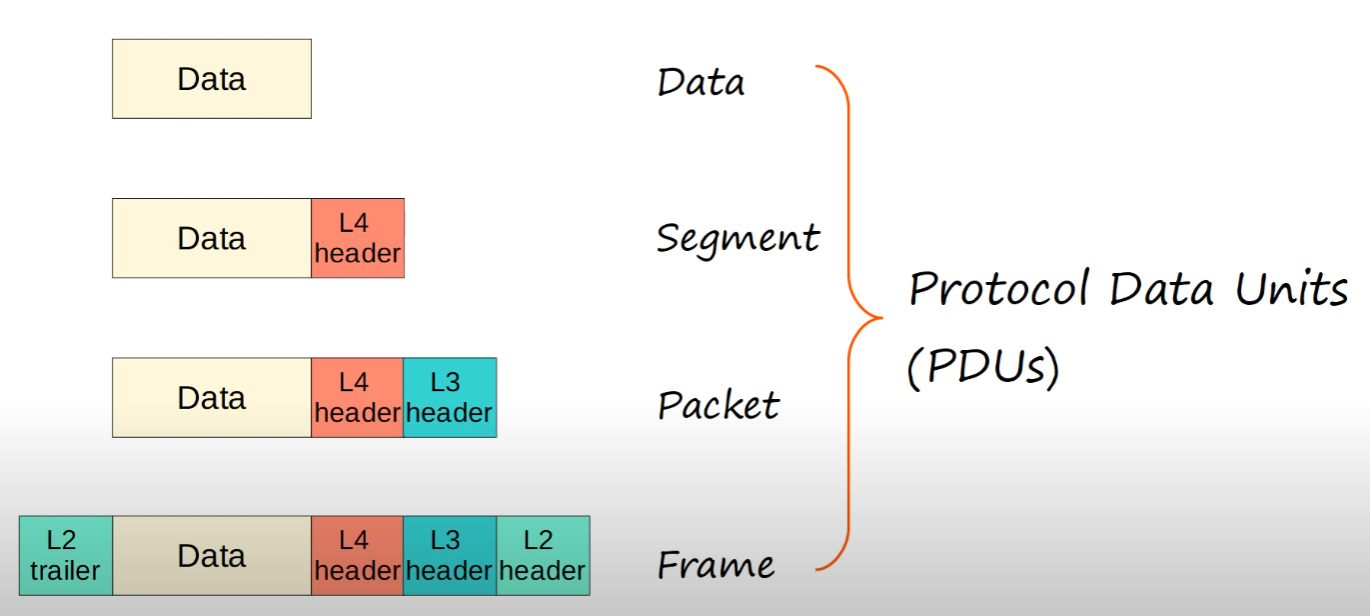 Data
Data
Data
L4
header
Segment
Protocol Data Units
(PDUs)
Data
L4
header
L3
header
Packet
L2
trailer
Data
L4
header
L3
header
L2
header
Frame